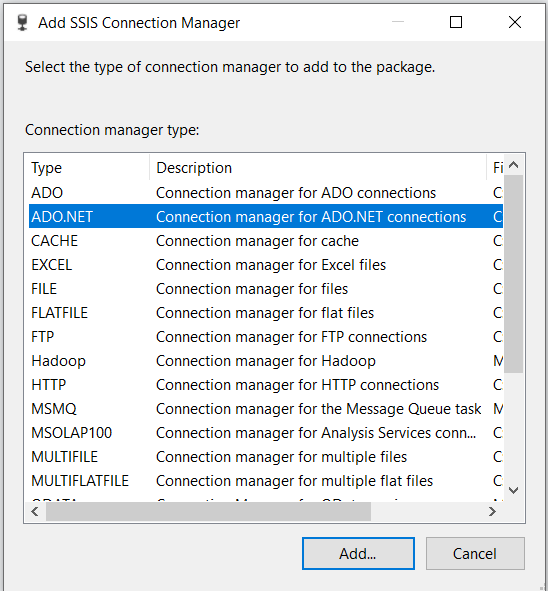 Add SSIS Connection Manager
Select the type of connection manager to add to the package.
Connection manager type:
Type Description Fi
ADO Connection manager for ADO connections C
ADO.NET Connection manager for ADO.NET connections C
CACHE Connection manager for cache C
EXCEL Connection manager for Excel files C
FILE Connection manager for files C
FLATFILE Connection manager for flat files C
FTP Connection manager for FTP connections C
Hadoop Connection manager for Hadoop M
HTTP Connection manager for HTTP connections C
MSMQ Connection manager for the Message Queue task M
MSOLAP100 Connection manager for Analysis Services conn... C
MULTIFILE Connection manager for multiple files C
MULTIFLATFILE Connection manager for multiple flat files C
Add... Cancel